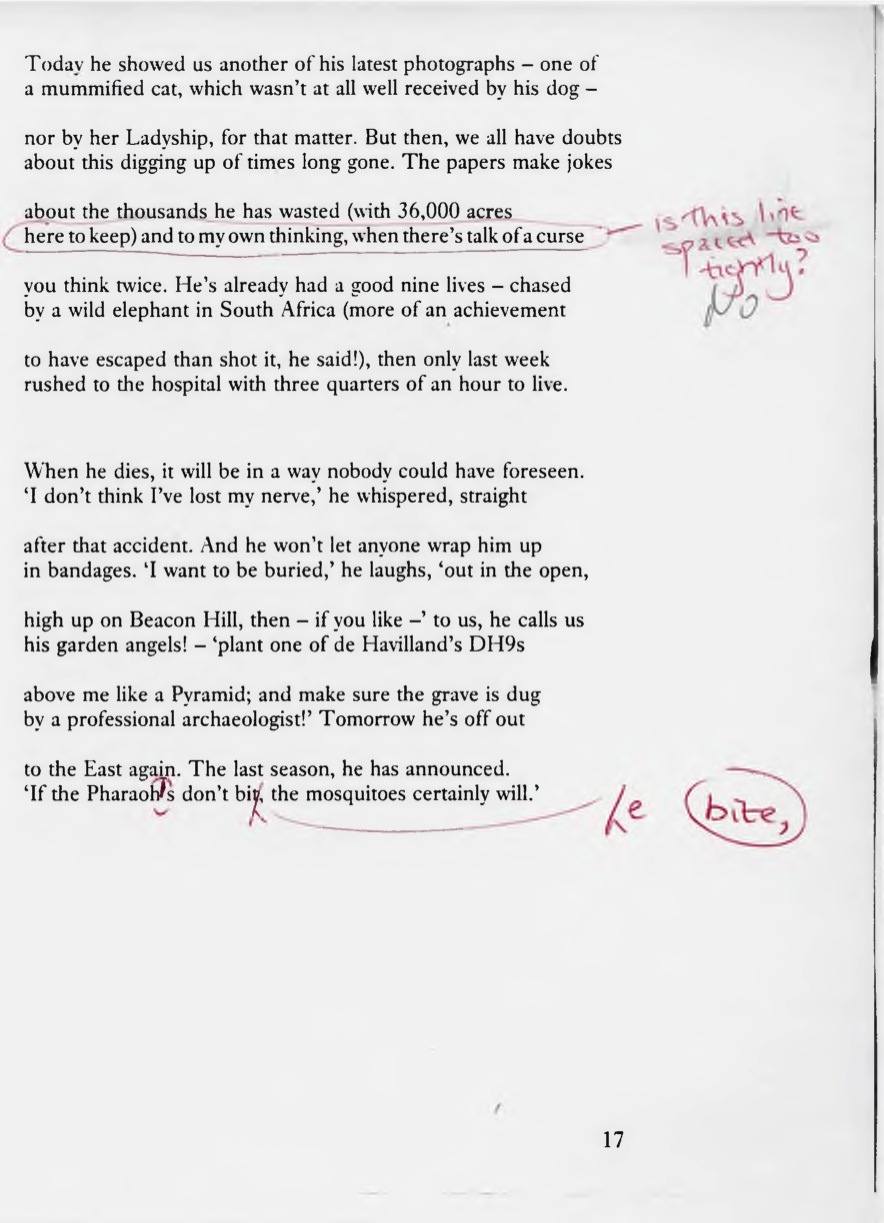 Today he showed us another of his latest photographs – one of
a mummified cat, which wasn't at all well received by his dog –
nor by her Ladyship, for that matter. But then, we all have doubts
about this digging up of times long gone. The papers make jokes
about the thousands he has wasted (with 36,000 acres
here to keep) and to my own thinking, when there's talk of a curse
is this line
spaced too
tightly?
No
you think twice. He's already had a good nine lives – chased
by a wild elephant in South Africa (more of an achievement
to have escaped than shot it, he said!), then only last week
rushed to the hospital with three quarters of an hour to live.
When he dies, it will be in a way nobody could have foreseen.
‘I don't think I've lost my nerve,’ he whispered, straight
after that accident. And he won't let anyone wrap him up
in bandages. ‘I want to be buried,’ he laughs, ‘out in the open,
high up on Beacon Hill, then – if you like –’ to us, he calls us
his garden angels! – ‘plant one of de Havilland's DH9s
above me like a Pyramid; and make sure the grave is dug
by a professional archaeologist!’ Tomorrow he's off out
to the East again. The last season, he has announced.
‘If the Pharaoh's don't bit, the mosquitoes certainly will.’
e bite,
17